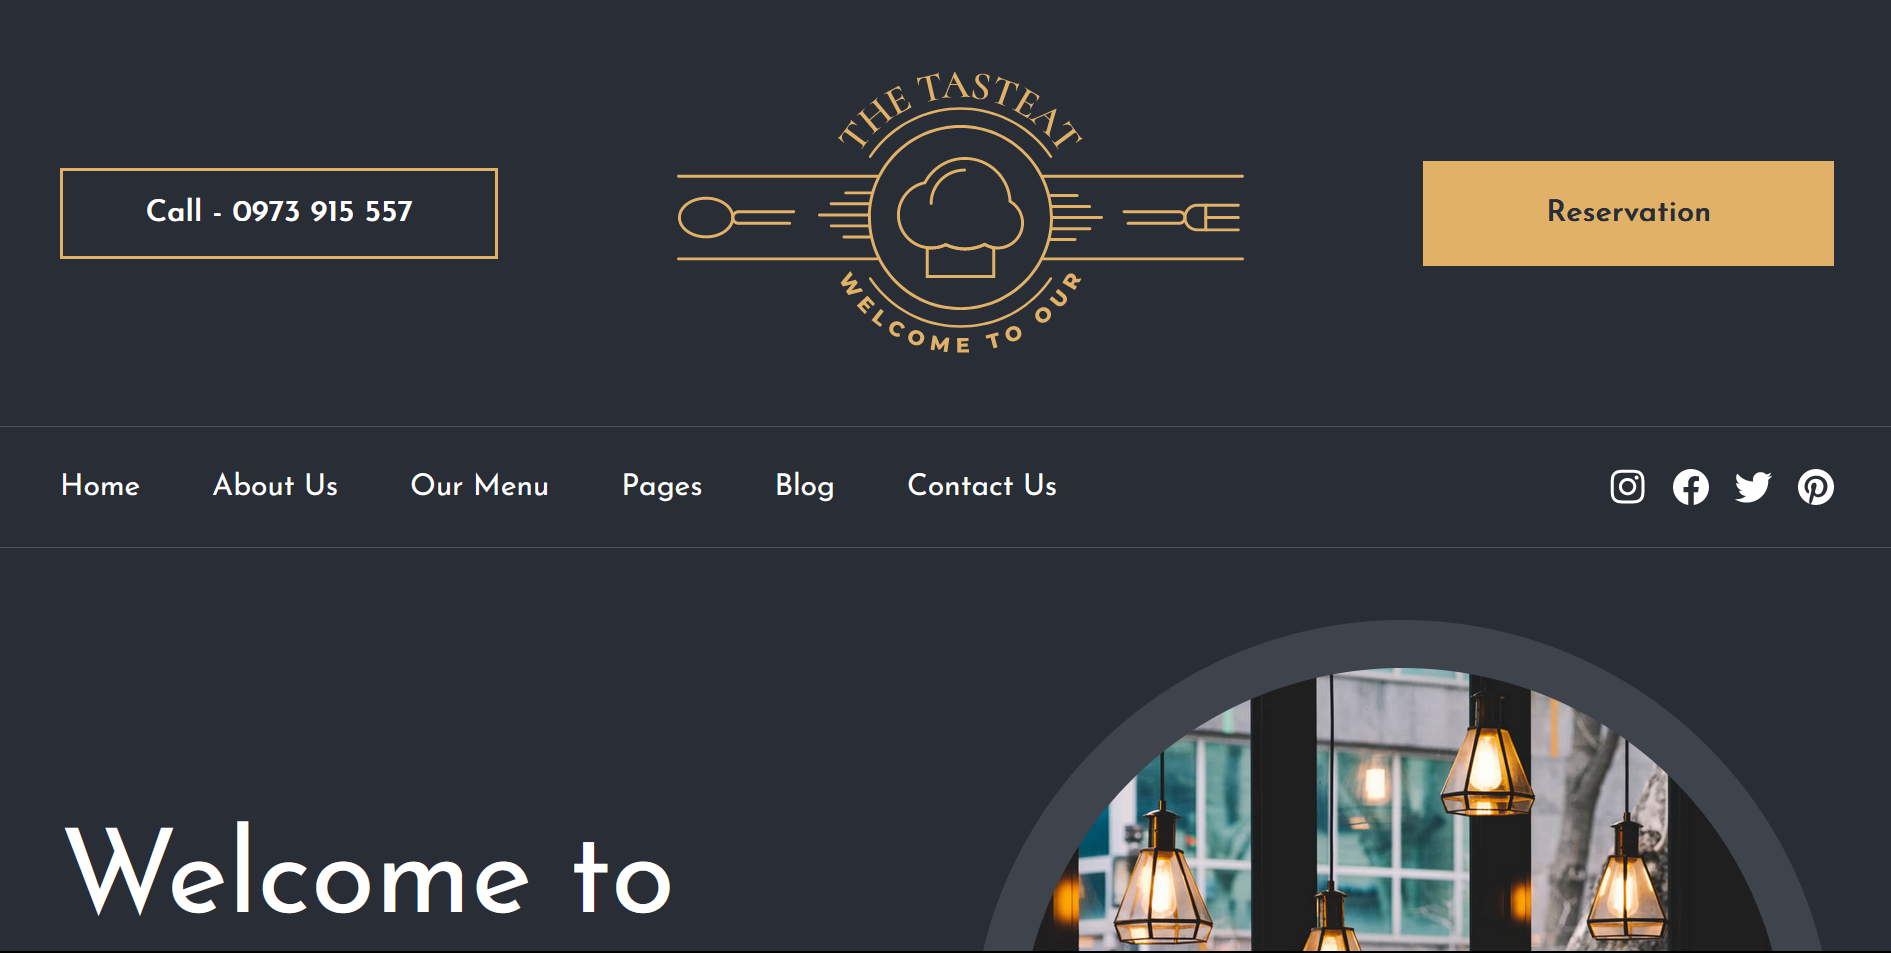 THE TASTEAT
Call - 0973 915 557
Reservation
WELCOME TO OUR
Home About Us Our Menu Pages Blog Contact Us
Welcome to